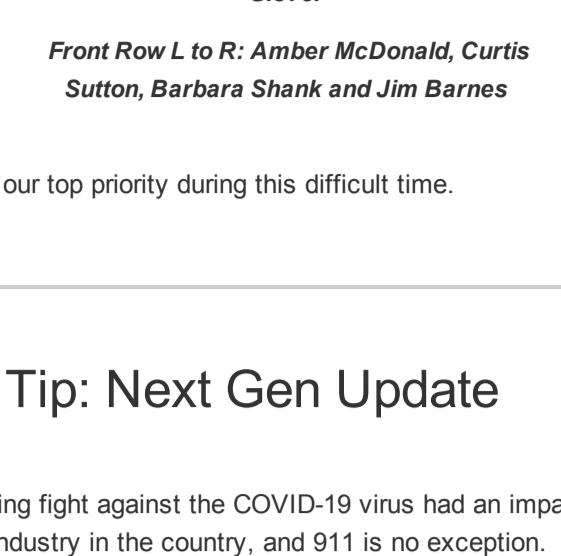 Front Row L to R: Amber McDonald, Curtis
Sutton, Barbara Shank and Jim Barnes
our top priority during this difficult time.
Tip: Next Gen Update
ing fight against the COVID-19 virus had an impa
ndustry in the country, and 911 is no exception.